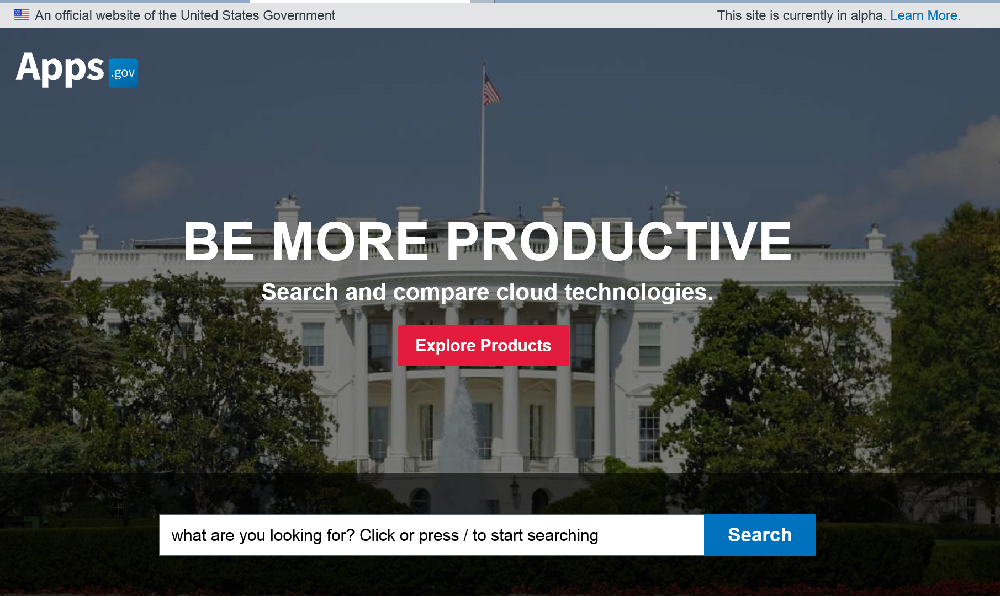 An official website of the United States Government
This site is currently in alpha. Learn More.
Apps .gov
BE MORE PRODUCTIVE
Search and compare cloud technologies.
Explore Products
what are you looking for? Click or press / to start searching
Search